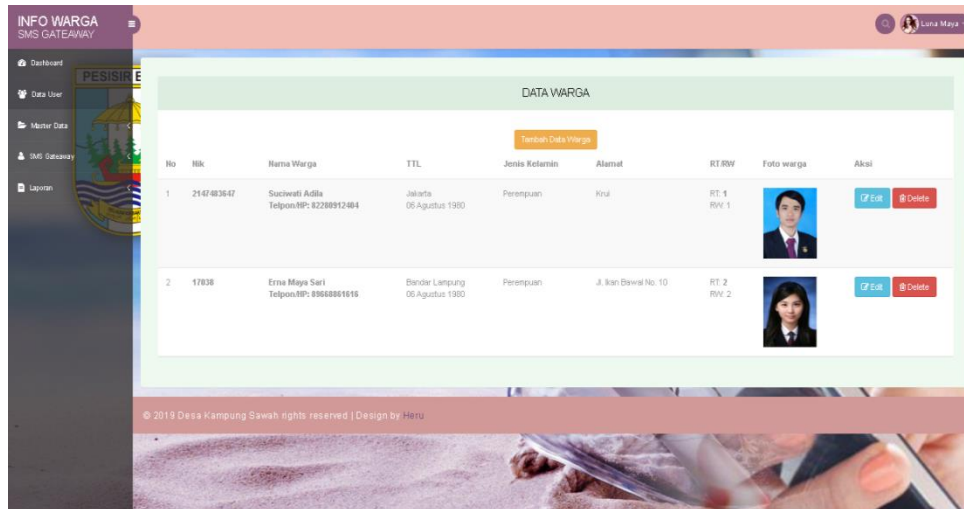 INFO WARGA
SMS GATEAWAY
Luna Maya
Dashboard
Data User
Master Data
SMS Gateaway
Laporan
PESISIR
DATA WARGA
Tambah Data Warga
No Nik Nama Warga TTL Jenis Kelamin Alamat RT/RW Foto warga Aksi
1 2147483647 Suciwati Adila Jakarta Perempuan Krui RT: 1 Edit Delete
Telpon/HP: 82280912404 06 Agustus 1980 RW: 1
2 17038 Erna Maya Sari Bandar Lampung Perempuan Jl. Ikan Bawal No. 10 RT: 2 Edit Delete
Telpon/HP: 89668861616 06 Agustus 1980 RW: 2
© 2019 Desa Kampung Sawah rights reserved | Design by Heru